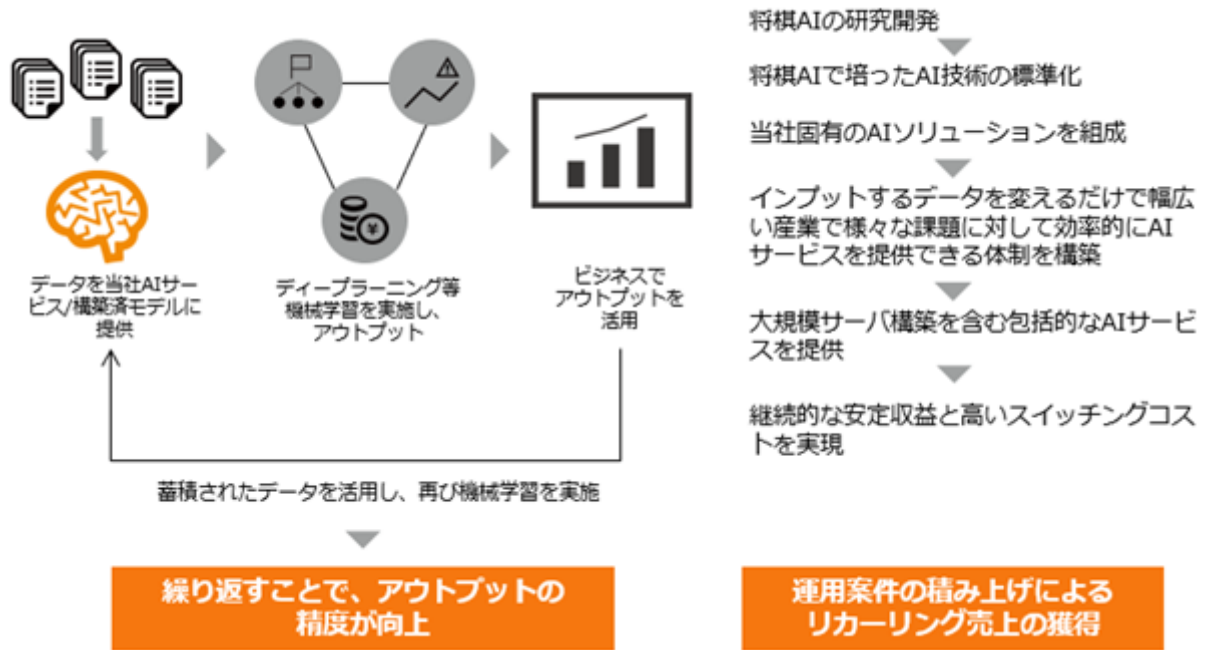 データを当社AIサー
ビス/構築済モデルに
提供
ディープラーニング等
機械学習を実施し、
アウトプット
ビジネスで
アウトプットを
活用
蓄積されたデータを活用し、再び機械学習を実施
繰り返すことで、アウトプットの
精度が向上
将棋AIの研究開発
将棋AIで培ったAI技術の標準化
当社固有のAIソリューションを組成
インプットするデータを変えるだけで幅広
い産業で様々な課題に対して効率的にAI
サービスを提供できる体制を構築
大規模サーバ構築を含む包括的なAIサービ
スを提供
継続的な安定収益と高いスイッチングコス
トを実現
運用案件の積み上げによる
リカーリング売上の獲得